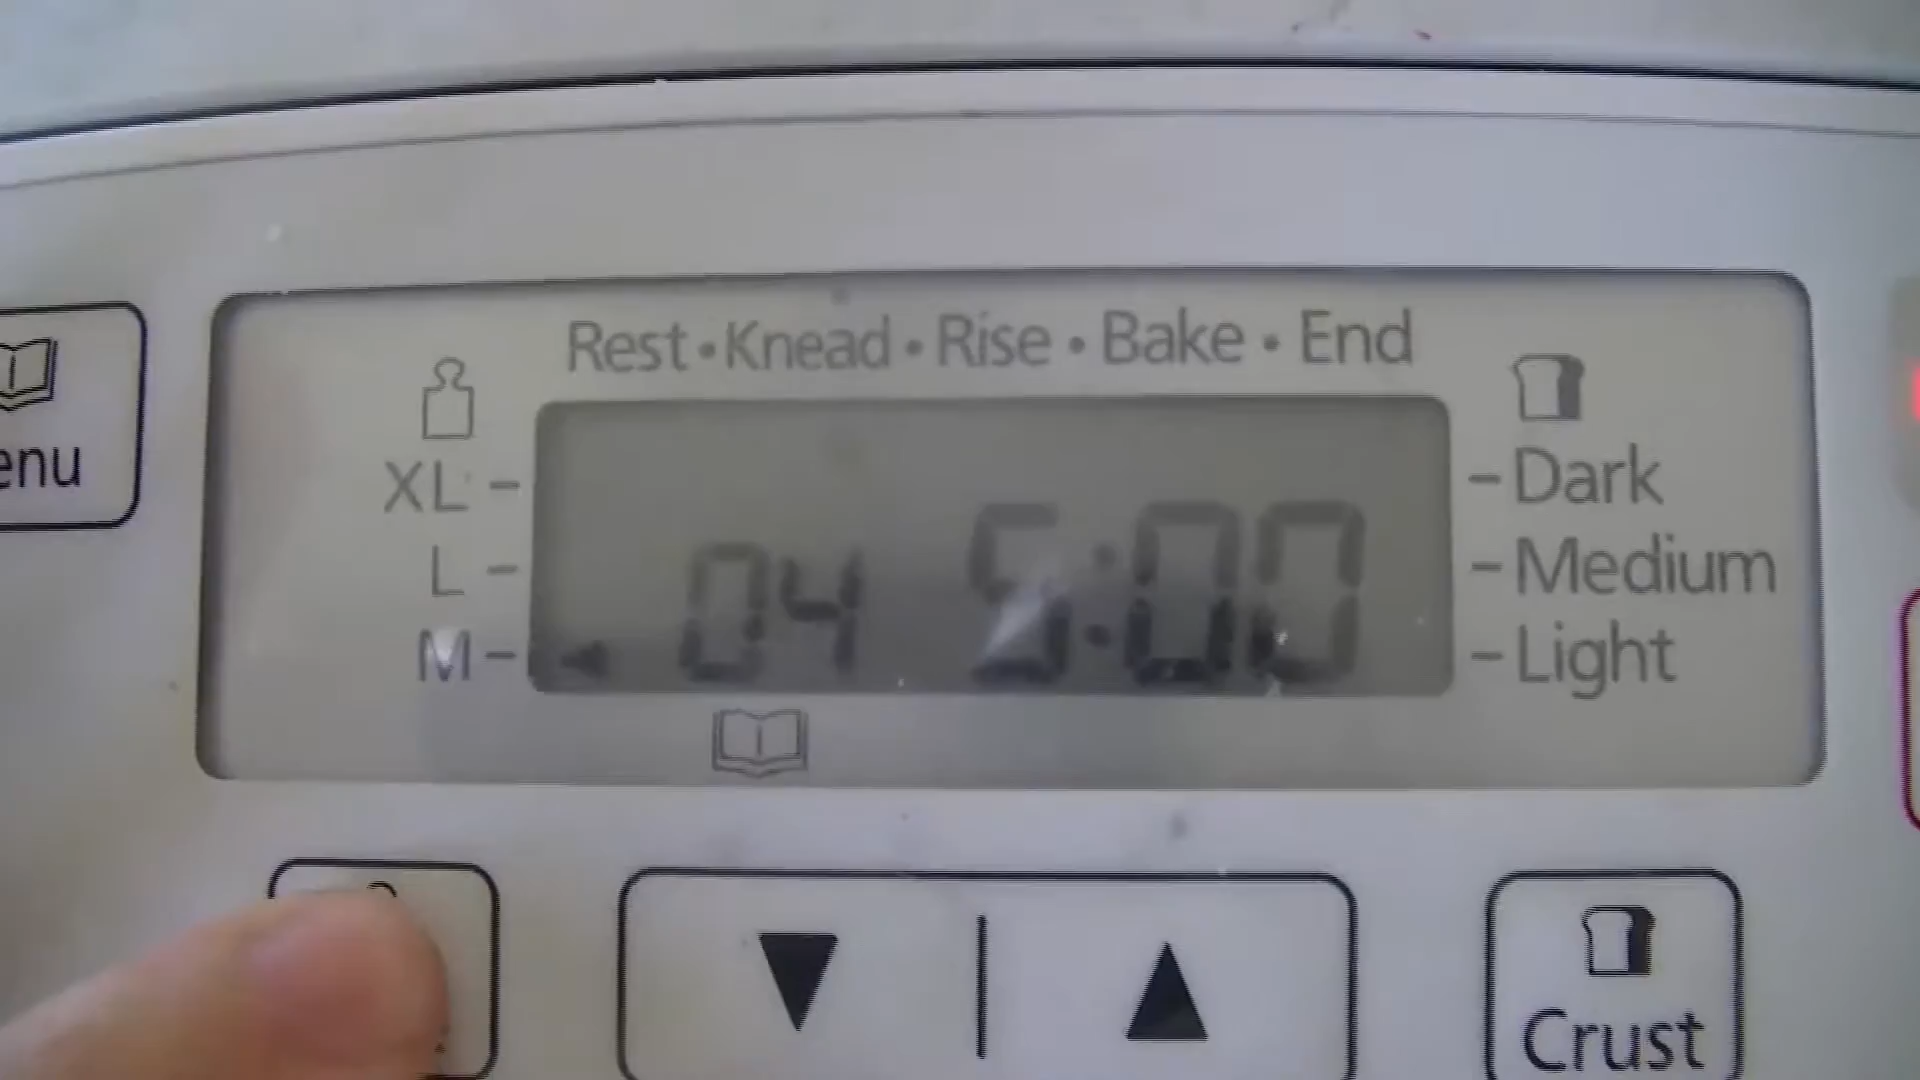 Rest • Knead • Rise • Bake • End
XL – – Dark
L – 04 5:00 – Medium
M – – Light
enu
Crust